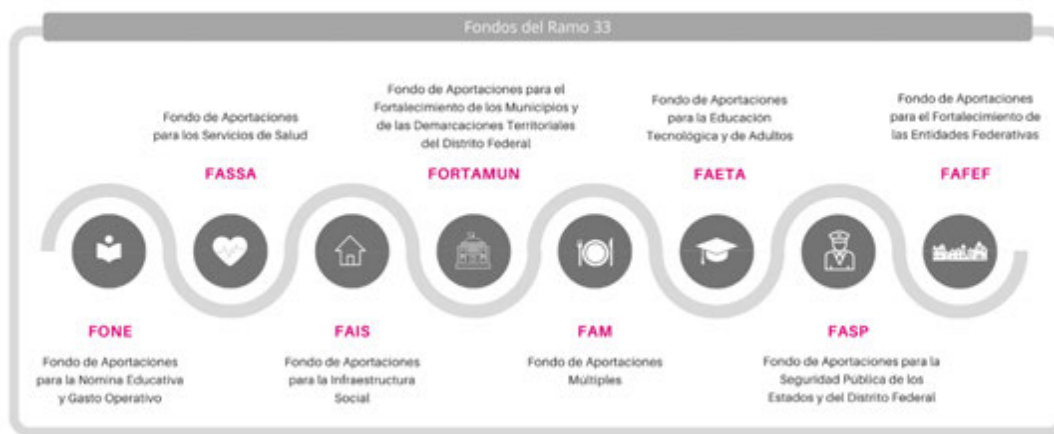 Fondos del Ramo 33
Fondo de Aportaciones
para los Servicios de Salud
FASSA
Fondo de Aportaciones para el
Fortalecimiento de los Municipios y
de las Demarcaciones Territoriales
del Distrito Federal
FORTAMUN
Fondo de Aportaciones
para la Educación
Tecnológica y de Adultos
FAETA
Fondo de Aportaciones
para el Fortalecimiento de
las Entidades Federativas
FAFEF
FONE
Fondo de Aportaciones
para la Nómina Educativa
y Gasto Operativo
FAIS
Fondo de Aportaciones
para la Infraestructura
Social
FAM
Fondo de Aportaciones
Múltiples
FASP
Fondo de Aportaciones para la
Seguridad Pública de los
Estados y del Distrito Federal